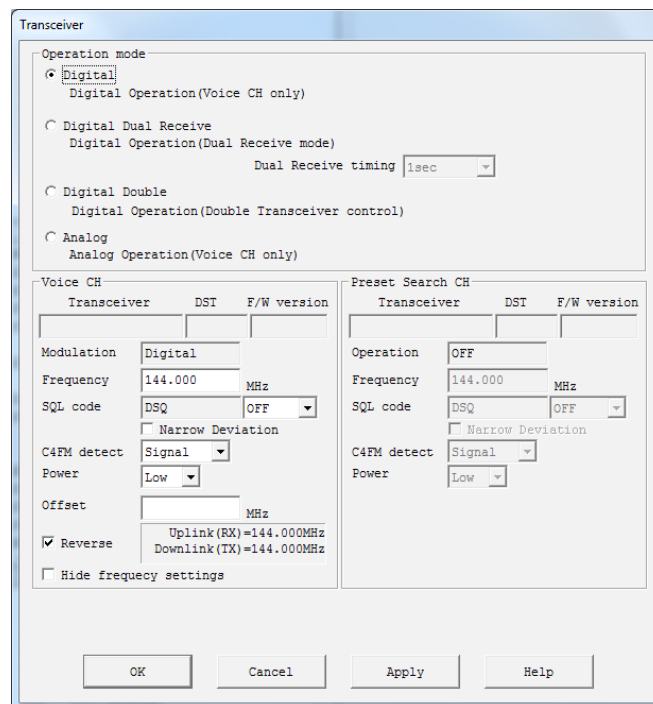 Transceiver
Operation mode
Digital
Digital Operation(Voice CH only)
Digital Dual Receive
Digital Operation(Dual Receive mode)
Dual Receive timing 1sec
Digital Double
Digital Operation(Double Transceiver control)
Analog
Analog Operation(Voice CH only)
Voice CH
Transceiver DST F/W version
Modulation Digital
Frequency 144.000 MHz
SQL code DSQ OFF
Narrow Deviation
C4FM detect Signal
Power Low
Offset MHz
Reverse
Uplink(RX)=144.000MHz
Downlink(TX)=144.000MHz
Hide frequecy settings
Preset Search CH
Transceiver DST F/W version
Operation OFF
Frequency 144.000 MHz
SQL code DSQ OFF
Narrow Deviation
C4FM detect Signal
Power Low
OK Cancel Apply Help